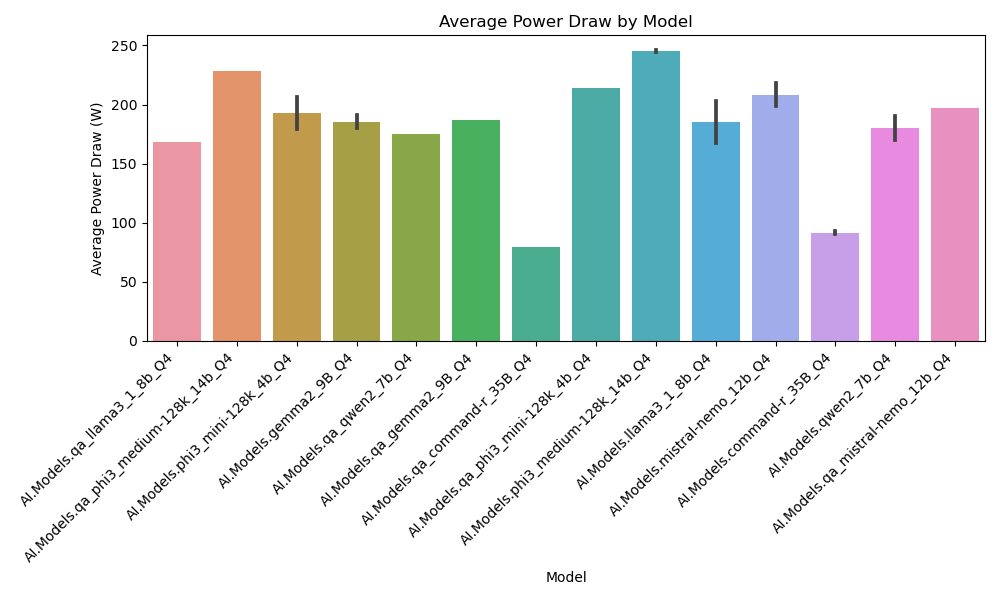 Average Power Draw by Model
Average Power Draw (W)
250
200
150
100
50
0
AI.Models.qa_llama3_1_8b_Q4
AI.Models.qa_phi3_medium-128k_14b_Q4
AI.Models.phi3_mini-128k_4b_Q4
AI.Models.gemma2_9B_Q4
AI.Models.qa_qwen2_7b_Q4
AI.Models.qa_gemma2_9B_Q4
AI.Models.qa_command-r_35B_Q4
AI.Models.qa_phi3_mini-128k_4b_Q4
AI.Models.phi3_medium-128k_14b_Q4
AI.Models.llama3_1_8b_Q4
AI.Models.mistral-nemo_12b_Q4
AI.Models.command-r_35B_Q4
AI.Models.qwen2_7b_Q4
AI.Models.qa_mistral-nemo_12b_Q4
Model